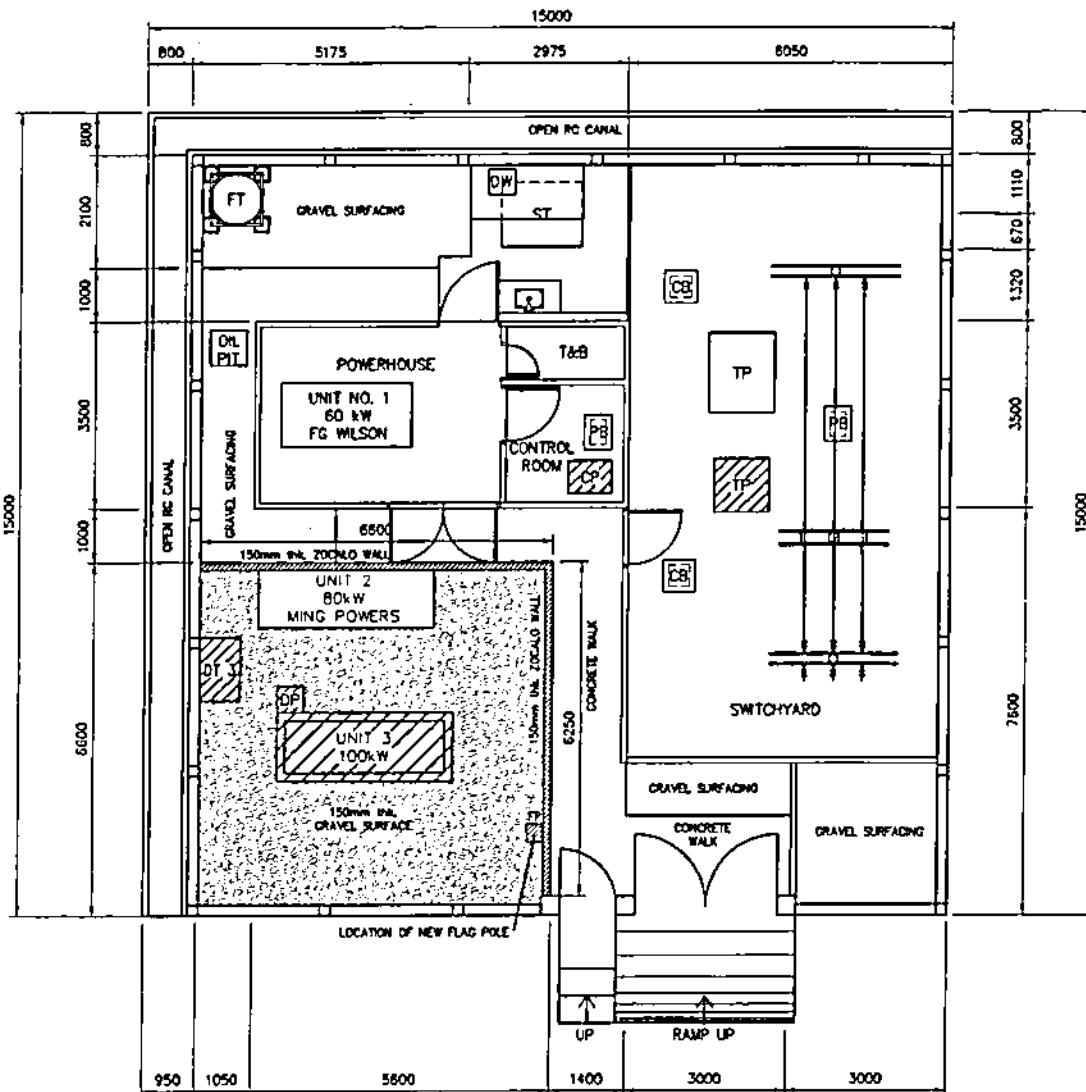 15000
800
5175
2975
6050
OPEN RC CANAL
800
2100
1000
3500
1000
6600
15000
800
1110
670
1320
3500
7600
15000
FT
GRAVEL SURFACING
DW
ST
CB
OIL
PIT
POWERHOUSE
T&B
TP
UNIT NO. 1
60 kW
FG WILSON
PB
PB
CONTROL
ROOM
CP
TP
GRAVEL SURFACING
OPEN RC CANAL
6600
150mm thk. ZOCALO WALL
CB
UNIT 2
80kW
MING POWERS
150mm thk. ZOCALO WALL
CONCRETE WALK
6250
DT 3
DP
UNIT 3
100kW
SWITCHYARD
150mm thk.
GRAVEL SURFACE
FP
GRAVEL SURFACING
CONCRETE
WALK
GRAVEL SURFACING
LOCATION OF NEW FLAG POLE
UP
RAMP UP
950
1050
5600
1400
3000
3000